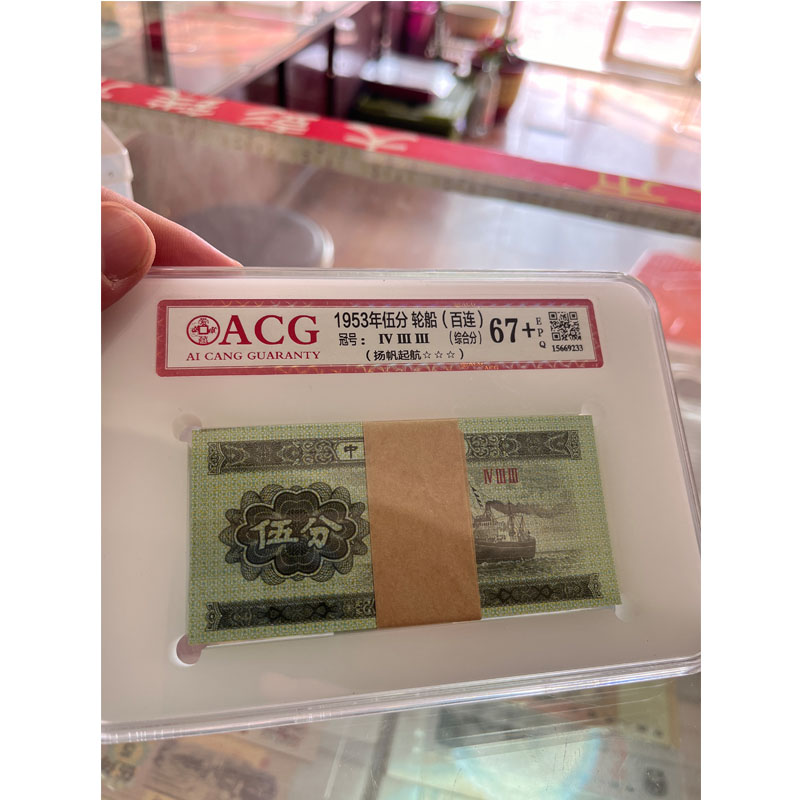 ACG
AI CANG GUARANTY
1953年伍分 轮船（百连）
冠号： IV III III （综合分）
（扬帆起航☆☆☆）
67+
EPQ
15669233
中
IV III III
伍分